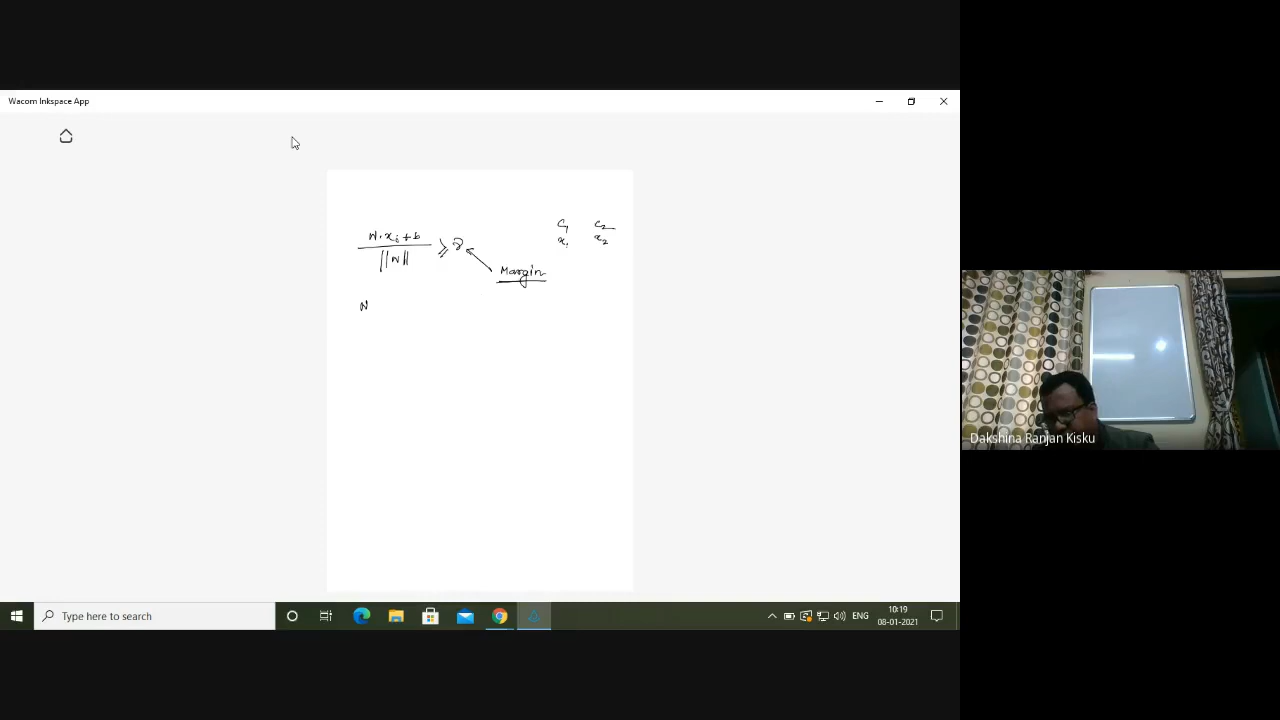 Wacom Inkspace App
C1 C2
x1 x2
W.xi+b
||W|| ≥ γ
Margin
W
Type here to search
ENG
10:19
08-01-2021
Dakshina Ranjan Kisku